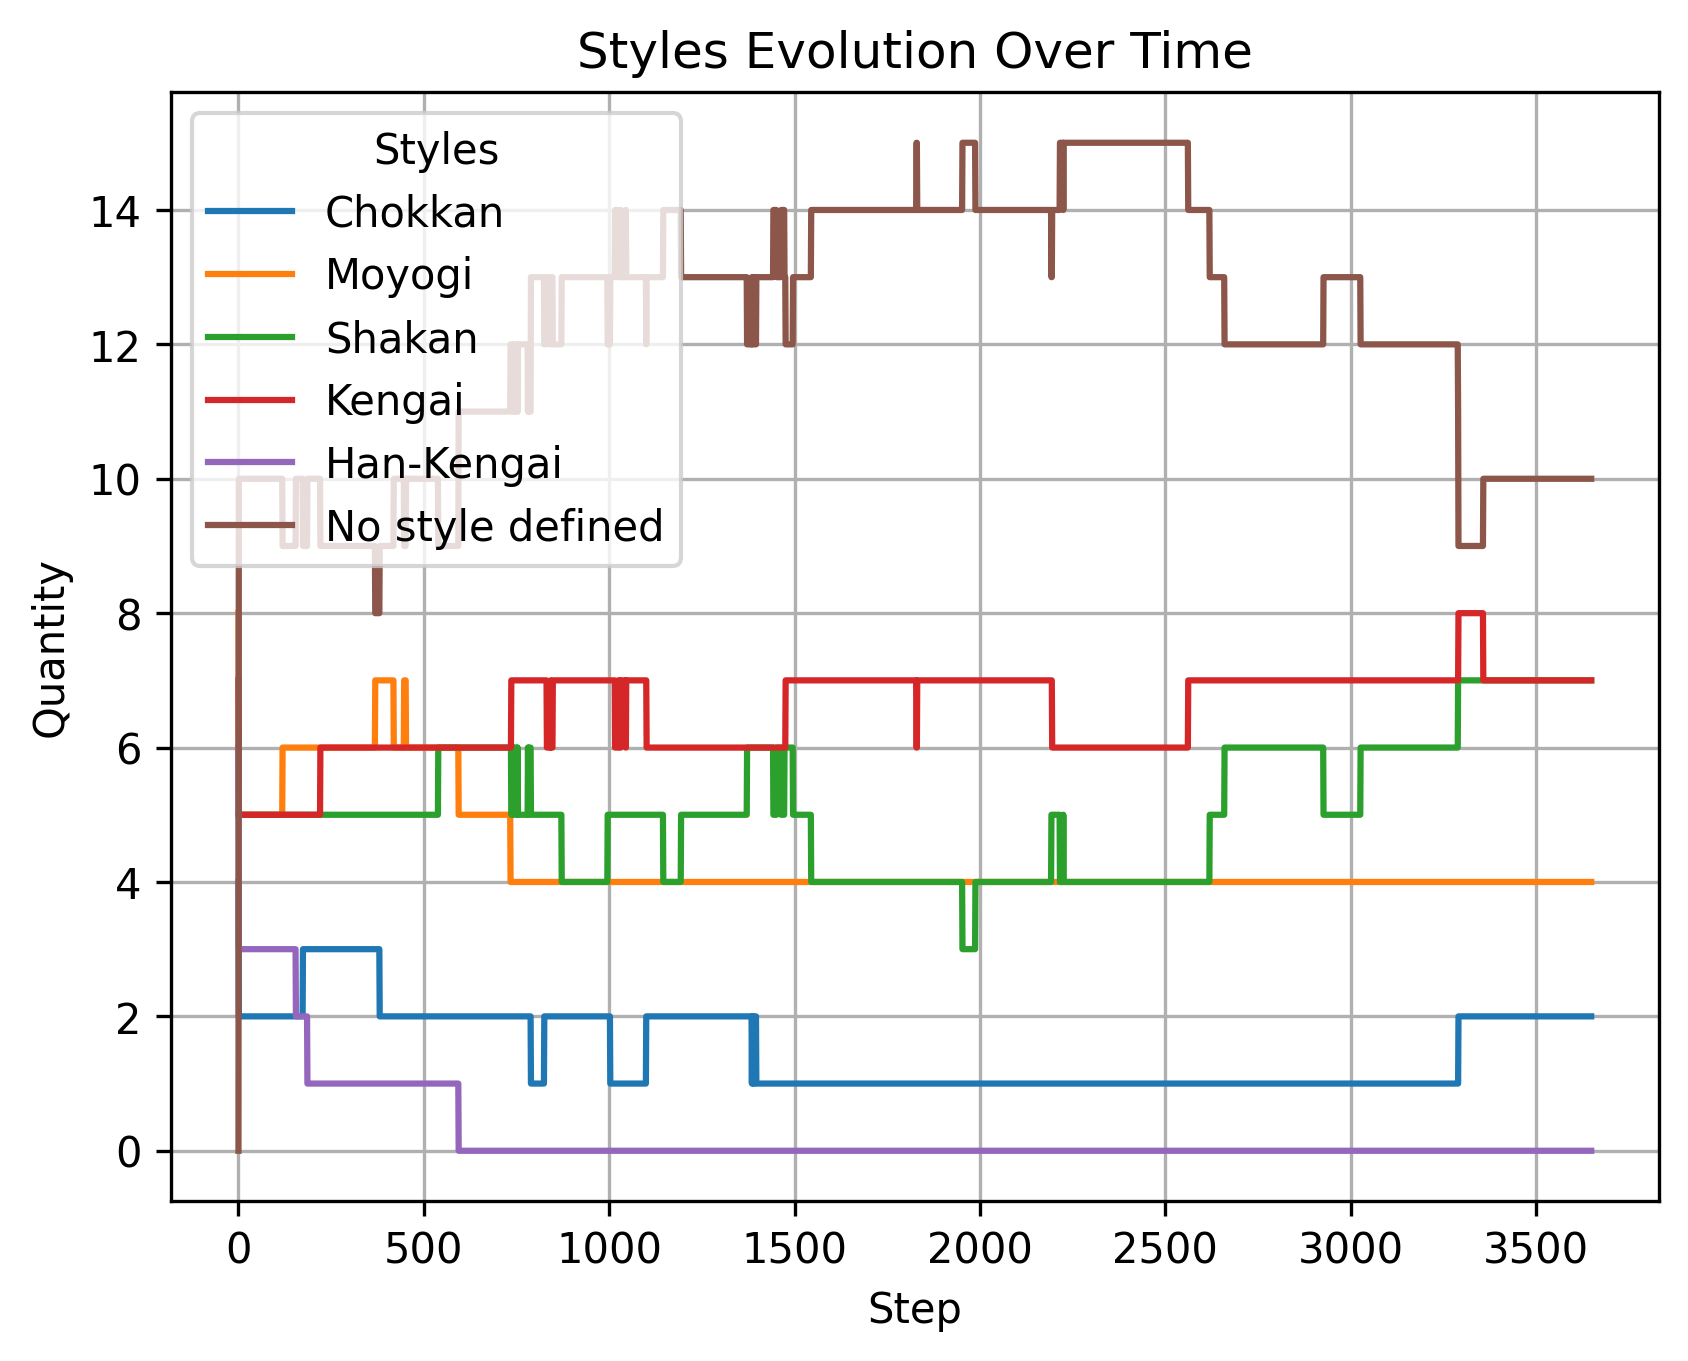 Styles Evolution Over Time
Styles
Chokkan
Moyogi
Shakan
Kengai
Han-Kengai
No style defined
Quantity
14
12
10
8
6
4
2
0
0 500 1000 1500 2000 2500 3000 3500
Step